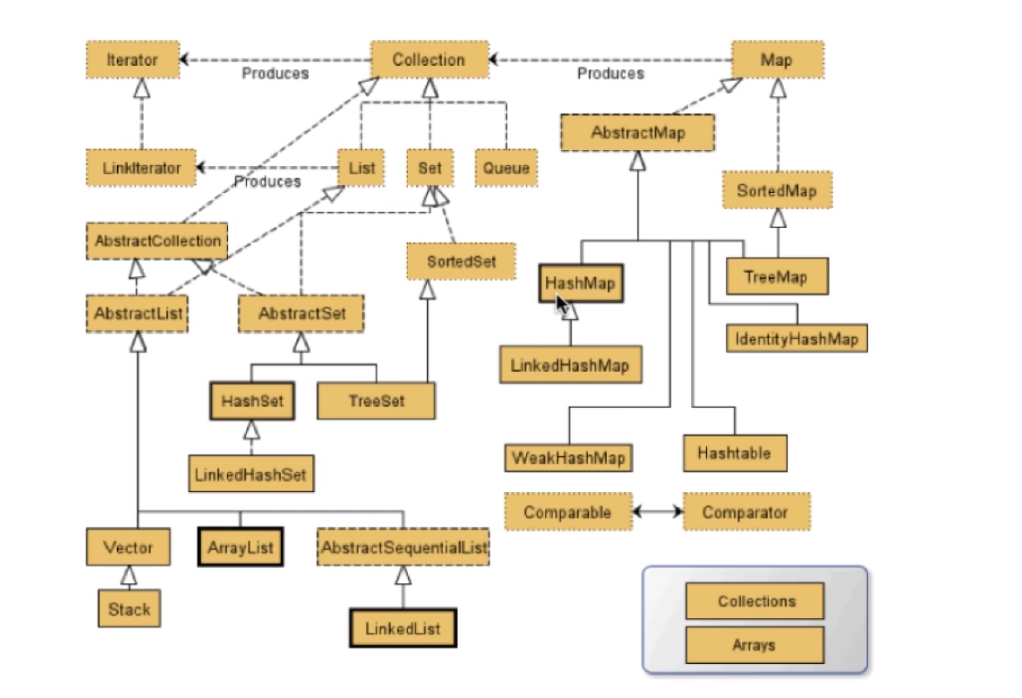 Iterator
Collection
Map
Produces
Produces
AbstractMap
LinkIterator
List
Set
Queue
Produces
SortedMap
AbstractCollection
SortedSet
HashMap
TreeMap
AbstractList
AbstractSet
IdentityHashMap
LinkedHashMap
HashSet
TreeSet
WeakHashMap
Hashtable
LinkedHashSet
Comparable
Comparator
Vector
ArrayList
AbstractSequentialList
Stack
LinkedList
Collections
Arrays